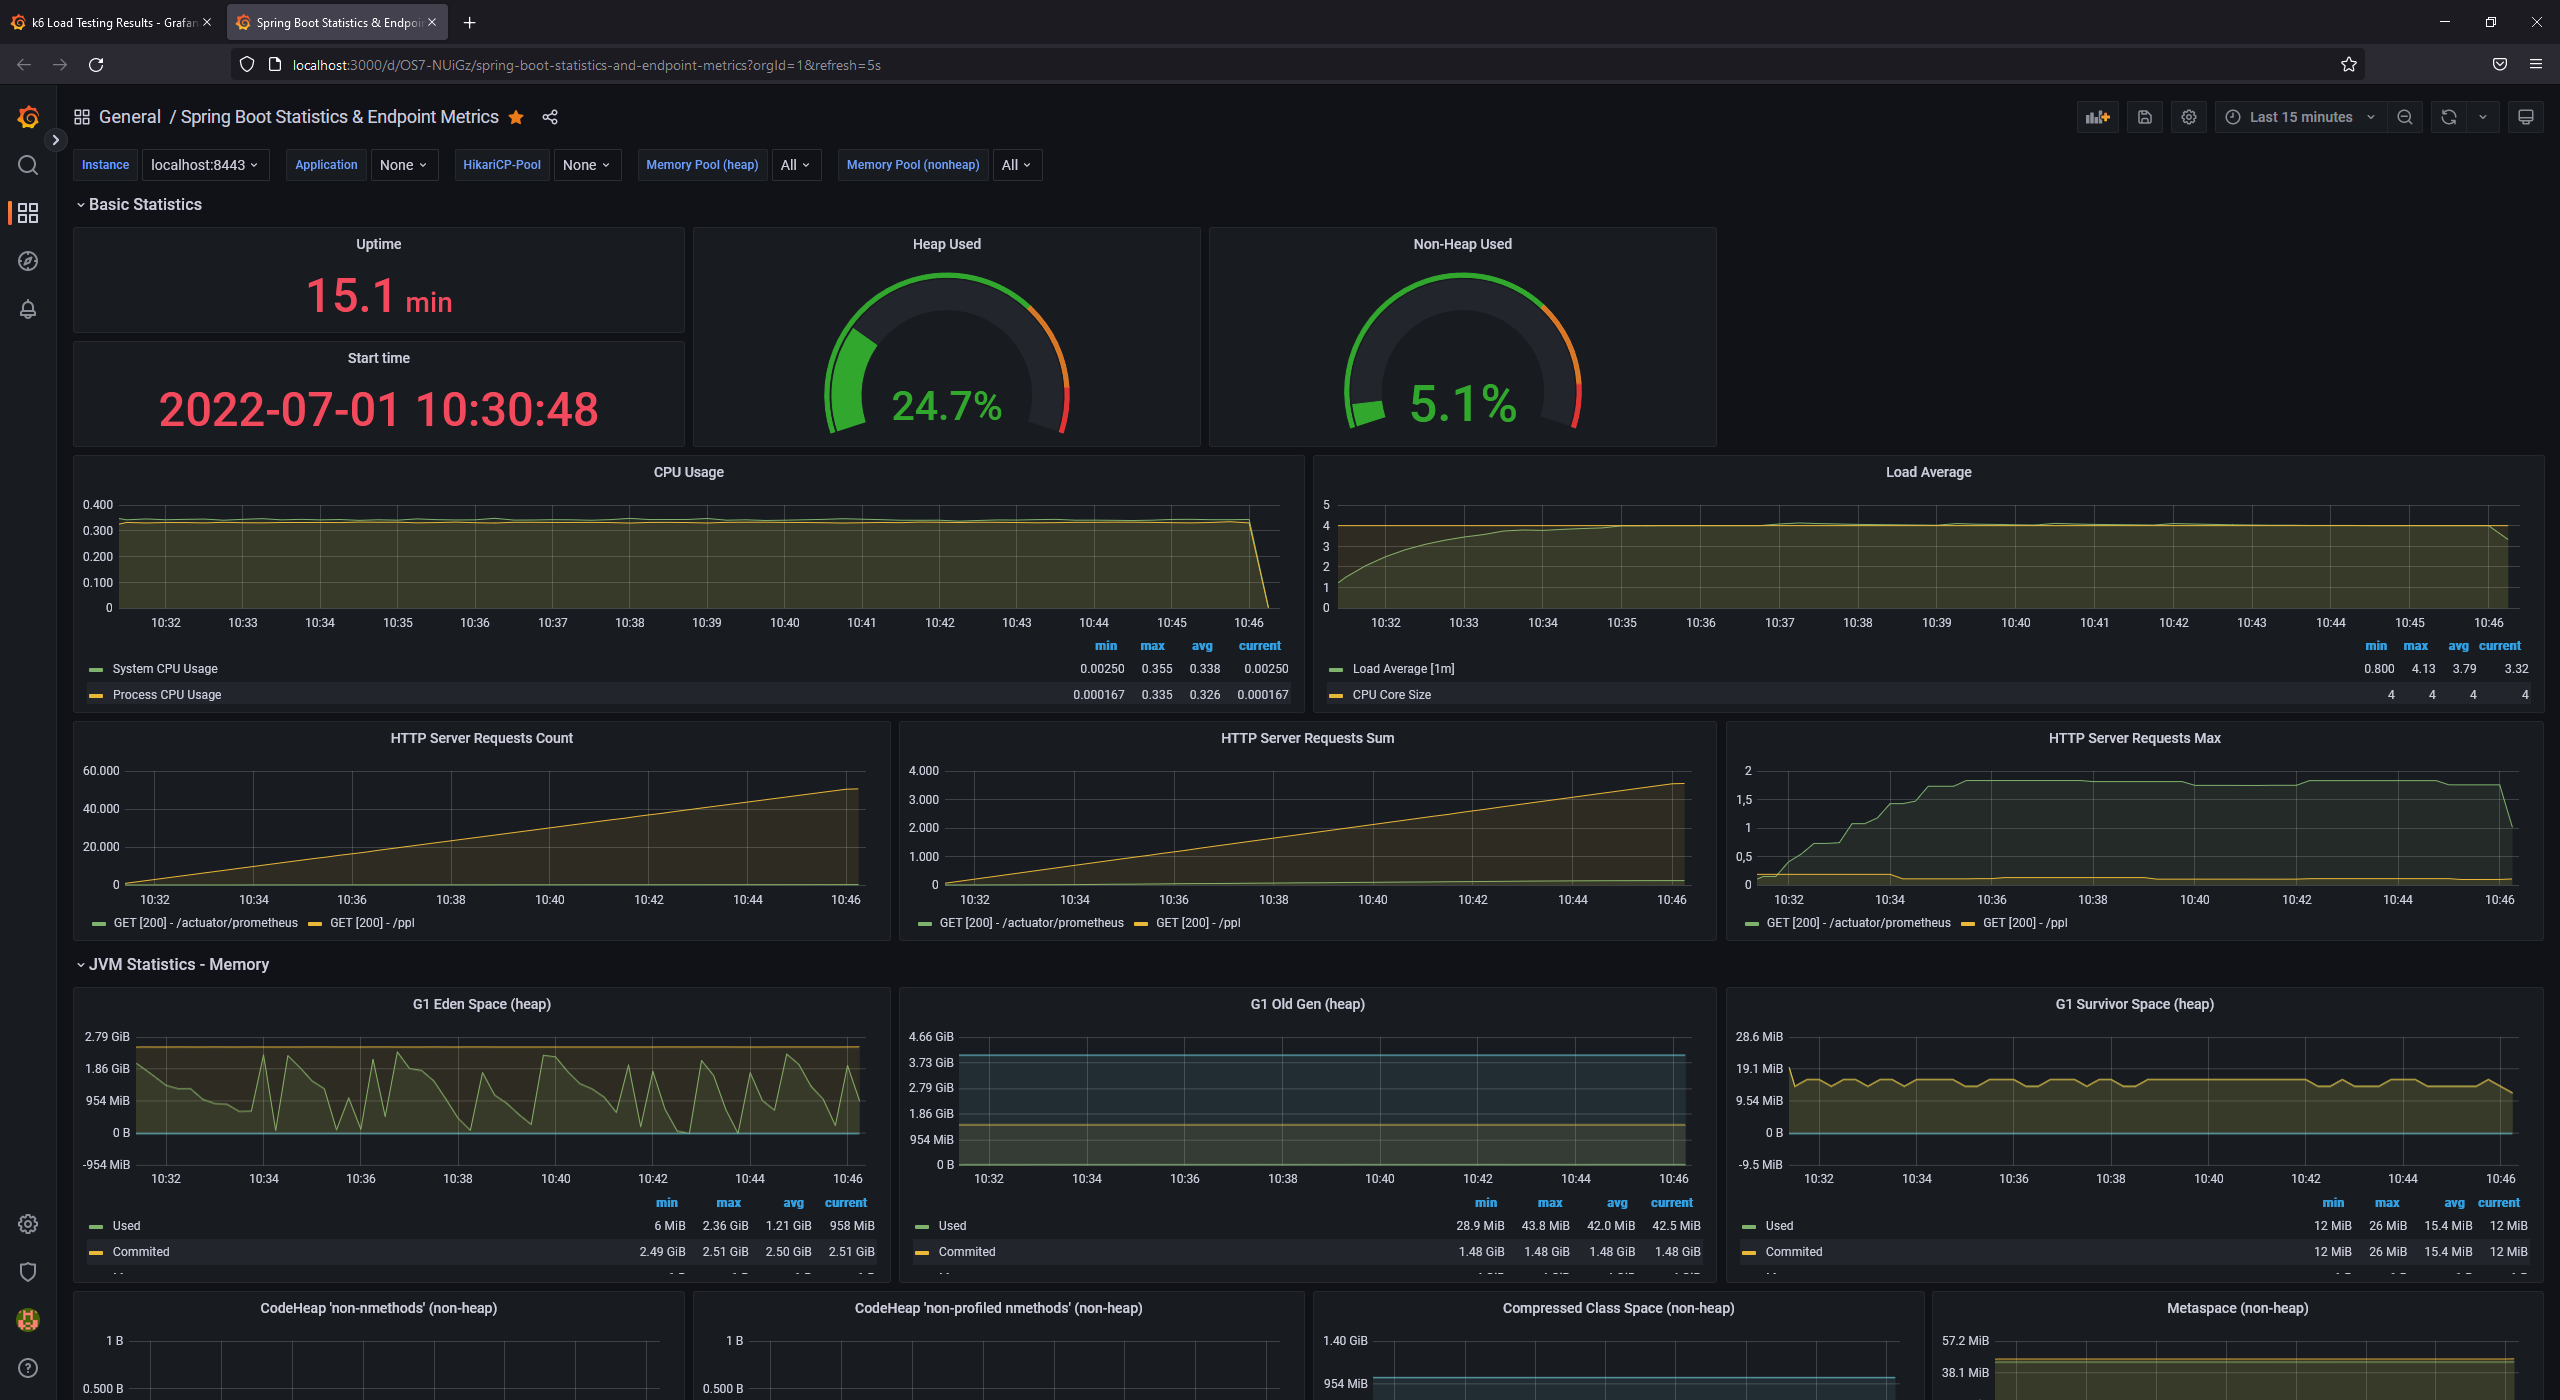 k6 Load Testing Results - Grafan
Spring Boot Statistics & Endpoi
localhost:3000/d/OS7-NUiGz/spring-boot-statistics-and-endpoint-metrics?orgId=1&refresh=5s
General / Spring Boot Statistics & Endpoint Metrics
Last 15 minutes
Instance localhost:8443 Application None HikariCP-Pool None Memory Pool (heap) All Memory Pool (nonheap) All
Basic Statistics
Uptime
15.1 min
Start time
2022-07-01 10:30:48
Heap Used
24.7%
Non-Heap Used
5.1%
CPU Usage
0.400
0.300
0.200
0.100
0
10:32 10:33 10:34 10:35 10:36 10:37 10:38 10:39 10:40 10:41 10:42 10:43 10:44 10:45 10:46
min max avg current
System CPU Usage 0.00250 0.355 0.338 0.00250
Process CPU Usage 0.000167 0.335 0.326 0.000167
Load Average
5
4
3
2
1
0
10:32 10:33 10:34 10:35 10:36 10:37 10:38 10:39 10:40 10:41 10:42 10:43 10:44 10:45 10:46
min max avg current
Load Average [1m] 0.800 4.13 3.79 3.32
CPU Core Size 4 4 4 4
HTTP Server Requests Count
60.000
40.000
20.000
0
10:32 10:34 10:36 10:38 10:40 10:42 10:44 10:46
GET [200] - /actuator/prometheus GET [200] - /ppl
HTTP Server Requests Sum
4.000
3.000
2.000
1.000
0
10:32 10:34 10:36 10:38 10:40 10:42 10:44 10:46
GET [200] - /actuator/prometheus GET [200] - /ppl
HTTP Server Requests Max
2
1,5
1
0,5
0
10:32 10:34 10:36 10:38 10:40 10:42 10:44 10:46
GET [200] - /actuator/prometheus GET [200] - /ppl
JVM Statistics - Memory
G1 Eden Space (heap)
2.79 GiB
1.86 GiB
954 MiB
0 B
-954 MiB
10:32 10:34 10:36 10:38 10:40 10:42 10:44 10:46
min max avg current
Used 6 MiB 2.36 GiB 1.21 GiB 958 MiB
Commited 2.49 GiB 2.51 GiB 2.50 GiB 2.51 GiB
G1 Old Gen (heap)
4.66 GiB
3.73 GiB
2.79 GiB
1.86 GiB
954 MiB
0 B
10:32 10:34 10:36 10:38 10:40 10:42 10:44 10:46
min max avg current
Used 28.9 MiB 43.8 MiB 42.0 MiB 42.5 MiB
Commited 1.48 GiB 1.48 GiB 1.48 GiB 1.48 GiB
G1 Survivor Space (heap)
28.6 MiB
19.1 MiB
9.54 MiB
0 B
-9.5 MiB
10:32 10:34 10:36 10:38 10:40 10:42 10:44 10:46
min max avg current
Used 12 MiB 26 MiB 15.4 MiB 12 MiB
Commited 12 MiB 26 MiB 15.4 MiB 12 MiB
CodeHeap 'non-nmethods' (non-heap)
1 B
0.500 B
CodeHeap 'non-profiled nmethods' (non-heap)
1 B
0.500 B
Compressed Class Space (non-heap)
1.40 GiB
954 MiB
Metaspace (non-heap)
57.2 MiB
38.1 MiB